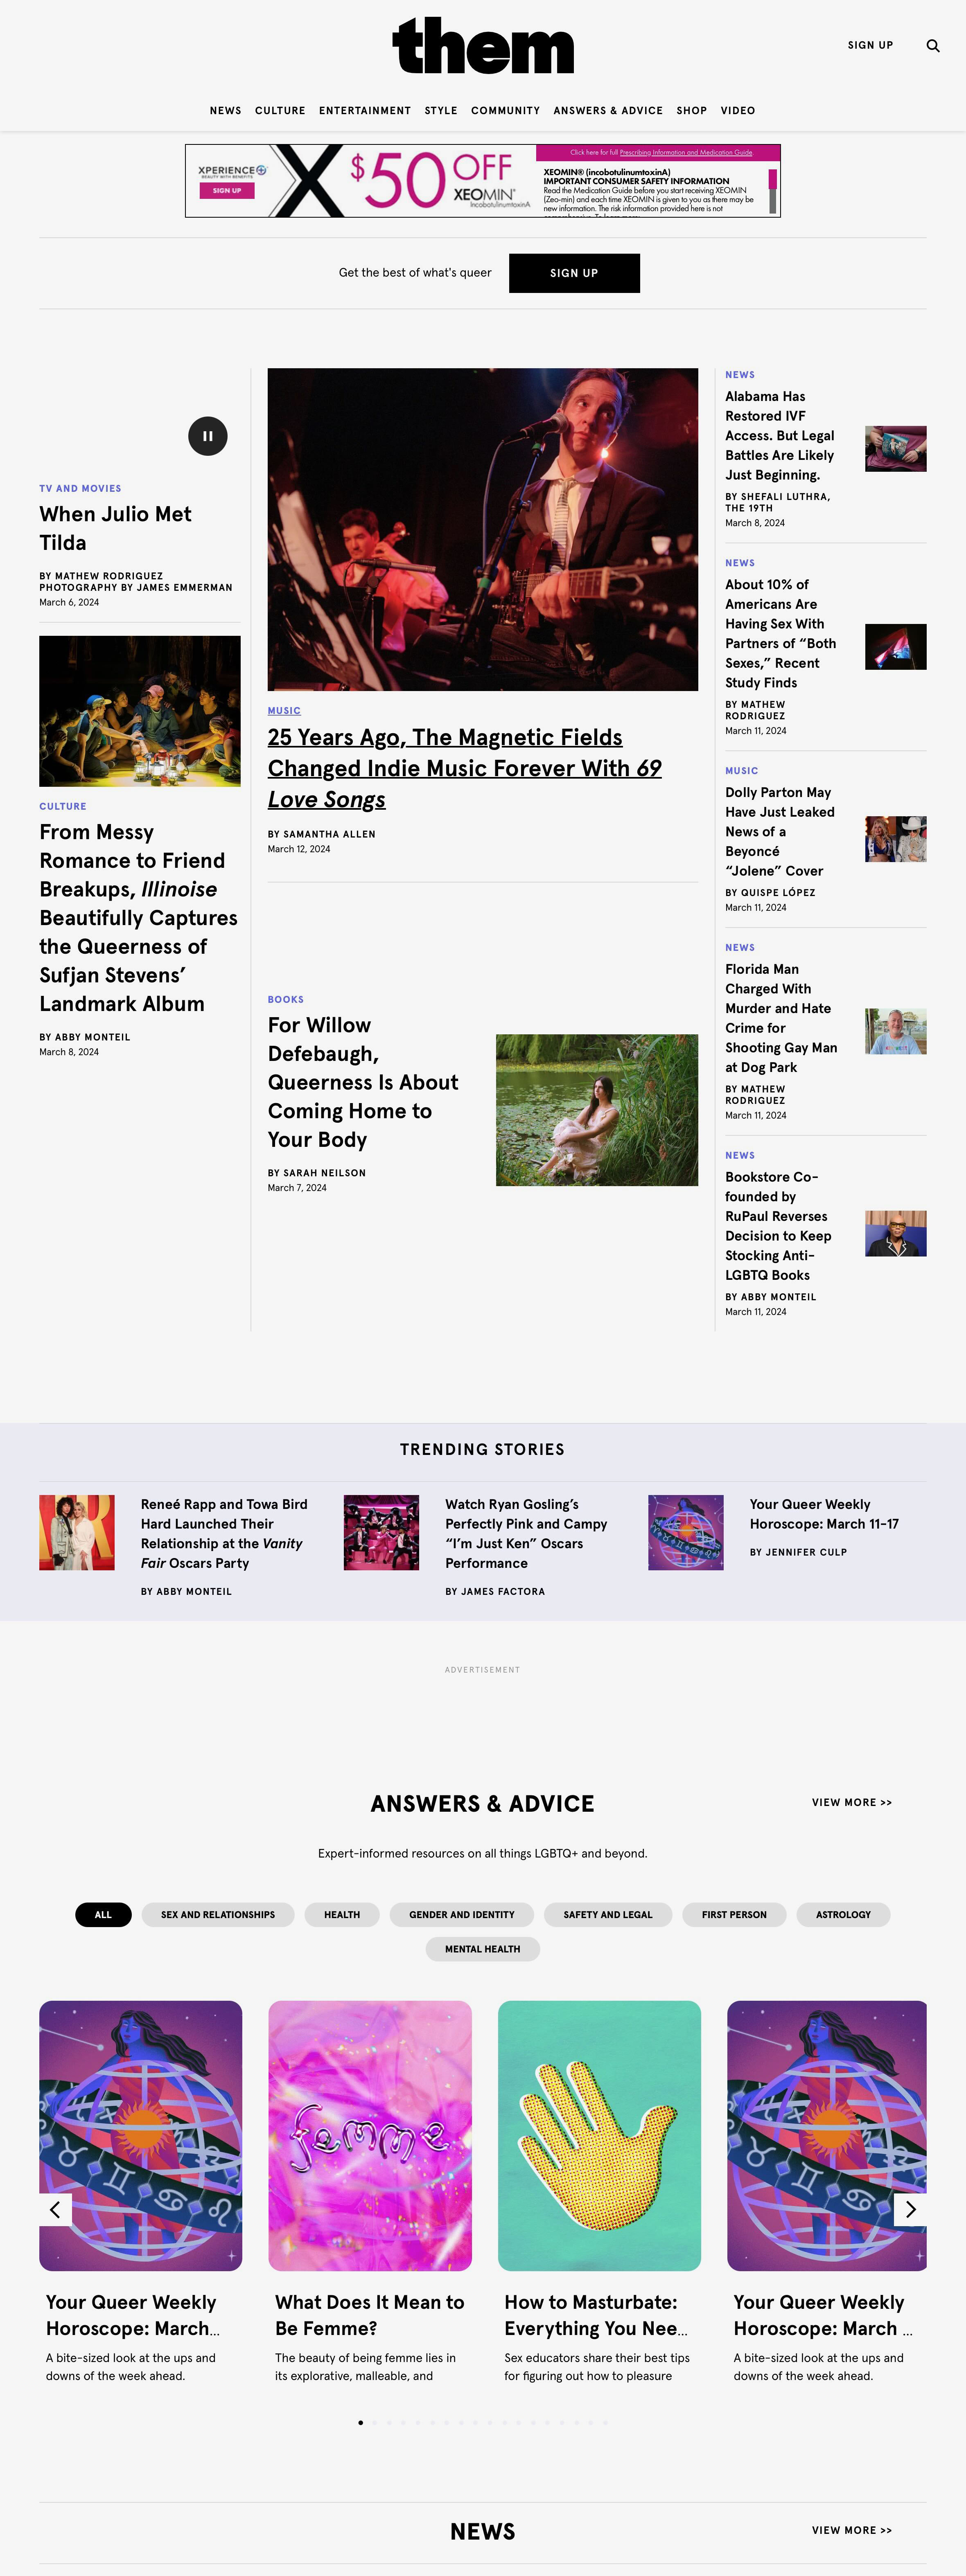 them
SIGN UP
NEWS CULTURE ENTERTAINMENT STYLE COMMUNITY ANSWERS & ADVICE SHOP VIDEO
XPERIENCE+
BEAUTY WITH BENEFITS
SIGN UP
X
$50 OFF
XEOMIN®
IncobotulinumtoxinA
Click here for full Prescribing Information and Medication Guide.
XEOMIN® (incobotulinumtoxinA)
IMPORTANT CONSUMER SAFETY INFORMATION
Read the Medication Guide before you start receiving XEOMIN
(Zeo-min) and each time XEOMIN is given to you as there may be
new information. The risk information provided here is not
Get the best of what's queer
SIGN UP
TV AND MOVIES
When Julio Met
Tilda
BY MATHEW RODRIGUEZ
PHOTOGRAPHY BY JAMES EMMERMAN
March 6, 2024
CULTURE
From Messy
Romance to Friend
Breakups, Illinoise
Beautifully Captures
the Queerness of
Sufjan Stevens’
Landmark Album
BY ABBY MONTEIL
March 8, 2024
MUSIC
25 Years Ago, The Magnetic Fields
Changed Indie Music Forever With 69
Love Songs
BY SAMANTHA ALLEN
March 12, 2024
BOOKS
For Willow
Defebaugh,
Queerness Is About
Coming Home to
Your Body
BY SARAH NEILSON
March 7, 2024
NEWS
Alabama Has
Restored IVF
Access. But Legal
Battles Are Likely
Just Beginning.
BY SHEFALI LUTHRA,
THE 19TH
March 8, 2024
NEWS
About 10% of
Americans Are
Having Sex With
Partners of “Both
Sexes,” Recent
Study Finds
BY MATHEW
RODRIGUEZ
March 11, 2024
MUSIC
Dolly Parton May
Have Just Leaked
News of a
Beyoncé
“Jolene” Cover
BY QUISPE LÓPEZ
March 11, 2024
NEWS
Florida Man
Charged With
Murder and Hate
Crime for
Shooting Gay Man
at Dog Park
BY MATHEW
RODRIGUEZ
March 11, 2024
NEWS
Bookstore Co-
founded by
RuPaul Reverses
Decision to Keep
Stocking Anti-
LGBTQ Books
BY ABBY MONTEIL
March 11, 2024
TRENDING STORIES
Reneé Rapp and Towa Bird
Hard Launched Their
Relationship at the Vanity
Fair Oscars Party
BY ABBY MONTEIL
Watch Ryan Gosling’s
Perfectly Pink and Campy
“I’m Just Ken” Oscars
Performance
BY JAMES FACTORA
Your Queer Weekly
Horoscope: March 11-17
BY JENNIFER CULP
ADVERTISEMENT
ANSWERS & ADVICE
VIEW MORE >>
Expert-informed resources on all things LGBTQ+ and beyond.
ALL SEX AND RELATIONSHIPS HEALTH GENDER AND IDENTITY SAFETY AND LEGAL FIRST PERSON ASTROLOGY
MENTAL HEALTH
femme
Your Queer Weekly
Horoscope: March...
A bite-sized look at the ups and
downs of the week ahead.
What Does It Mean to
Be Femme?
The beauty of being femme lies in
its explorative, malleable, and
How to Masturbate:
Everything You Nee...
Sex educators share their best tips
for figuring out how to pleasure
Your Queer Weekly
Horoscope: March ...
A bite-sized look at the ups and
downs of the week ahead.
NEWS
VIEW MORE >>